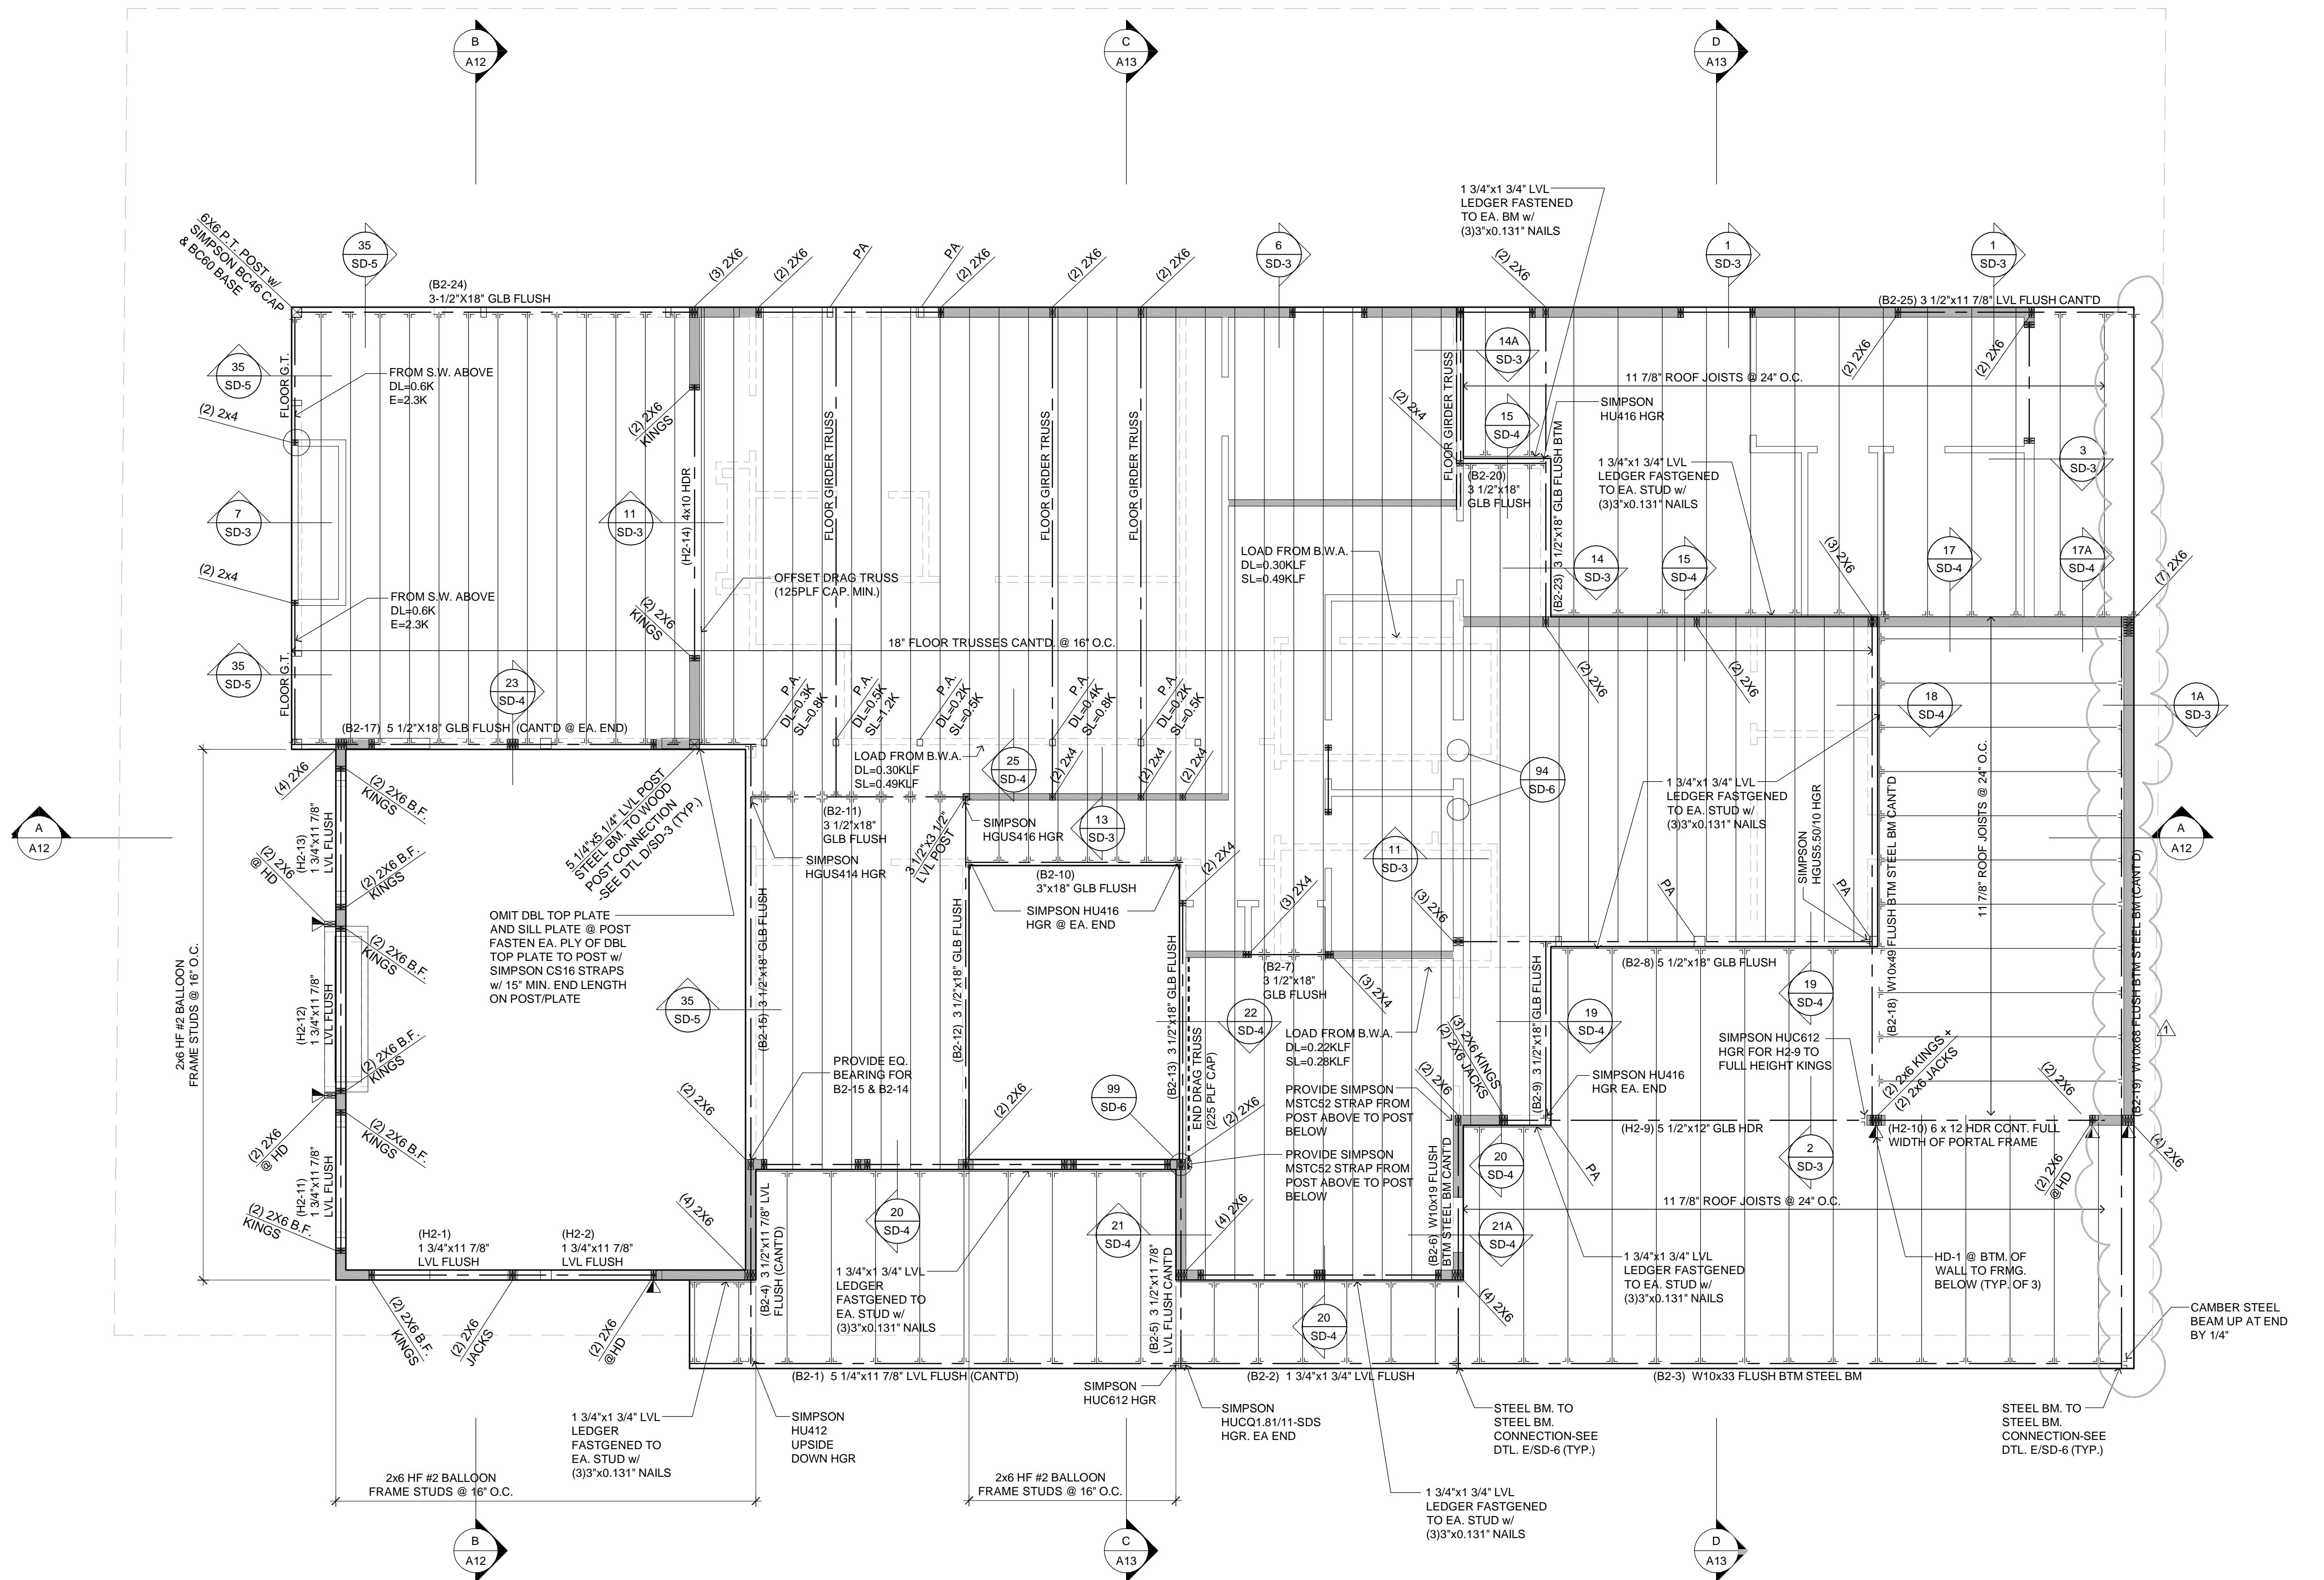 B
A12
C
A13
D
A13
1 3/4"x1 3/4" LVL
LEDGER FASTENED
TO EA. BM w/
(3)3"x0.131" NAILS
6X6 P.T. POST w/
SIMPSON BC46 CAP
& BC60 BASE
35
SD-5
(B2-24)
3-1/2"X18" GLB FLUSH
(3) 2X6
(2) 2X6
PA
PA
(2) 2X6
(2) 2X6
(2) 2X6
6
SD-3
(2) 2X6
1
SD-3
1
SD-3
(B2-25) 3 1/2"x11 7/8" LVL FLUSH CANT'D
35
SD-5
FLOOR G.T.
FROM S.W. ABOVE
DL=0.6K
E=2.3K
(2) 2x4
(2) 2X6
KINGS
FLOOR GIRDER TRUSS
FLOOR GIRDER TRUSS
FLOOR GIRDER TRUSS
FLOOR GIRDER TRUSS
14A
SD-3
(2) 2x4
15
SD-4
11 7/8" ROOF JOISTS @ 24" O.C.
(2) 2X6
(2) 2X6
SIMPSON
HU416 HGR
3
SD-3
1 3/4"x1 3/4" LVL
LEDGER FASTGENED
TO EA. STUD w/
(3)3"x0.131" NAILS
(B2-20)
3 1/2"x18"
GLB FLUSH
(B2-23) 3 1/2"x18" GLB FLUSH BTM
7
SD-3
11
SD-3
(H2-14) 4x10 HDR
OFFSET DRAG TRUSS
(125PLF CAP. MIN.)
LOAD FROM B.W.A.
DL=0.30KLF
SL=0.49KLF
14
SD-3
15
SD-4
(3) 2X6
17
SD-4
17A
SD-4
(7) 2X6
(2) 2x4
FROM S.W. ABOVE
DL=0.6K
E=2.3K
(2) 2X6
KINGS
18" FLOOR TRUSSES CANT'D. @ 16" O.C.
35
SD-5
FLOOR G.T.
23
SD-4
(2) 2X6
(2) 2X6
18
SD-4
1A
SD-3
(B2-17) 5 1/2"X18" GLB FLUSH (CANT'D @ EA. END)
P.A.
DL=0.3K
SL=0.8K
P.A.
DL=0.5K
SL=1.2K
P.A.
DL=0.2K
SL=0.5K
P.A.
DL=0.4K
SL=0.8K
P.A.
DL=0.2K
SL=0.5K
LOAD FROM B.W.A.
DL=0.30KLF
SL=0.49KLF
25
SD-4
(2) 2x4
(2) 2x4
(2) 2x4
94
SD-6
1 3/4"x1 3/4" LVL
LEDGER FASTGENED
TO EA. STUD w/
(3)3"x0.131" NAILS
(4) 2X6
(2) 2X6 B.F.
KINGS
(H2-13)
1 3/4"x11 7/8"
LVL FLUSH
5 1/4"x5 1/4" LVL POST
STEEL BM. TO WOOD
POST CONNECTION
-SEE DTL D/SD-3 (TYP.)
(B2-11)
3 1/2"x18"
GLB FLUSH
SIMPSON
HGUS416 HGR
13
SD-3
3 1/2"x3 1/2"
LVL POST
SIMPSON
HGUS414 HGR
A
A12
A
A12
(2) 2X6
@ HD
(2) 2X6 B.F.
KINGS
(B2-10)
3"x18" GLB FLUSH
SIMPSON HU416
HGR @ EA. END
(2) 2X4
(3) 2X4
11
SD-3
(3) 2X6
PA
SIMPSON
HGUS5.50/10 HGR
PA
(B2-18) W10x49 FLUSH BTM STEEL BM CANT'D
11 7/8" ROOF JOISTS @ 24" O.C.
(B2-19) W10x68 FLUSH BTM STEEL BM (CANT'D)
OMIT DBL TOP PLATE
AND SILL PLATE @ POST
FASTEN EA. PLY OF DBL
TOP PLATE TO POST w/
SIMPSON CS16 STRAPS
w/ 15" MIN. END LENGTH
ON POST/PLATE
(2) 2X6 B.F.
KINGS
2x6 HF #2 BALLOON
FRAME STUDS @ 16" O.C.
(H2-12)
1 3/4"x11 7/8"
LVL FLUSH
35
SD-5
(B2-15) 3 1/2"x18" GLB FLUSH
(B2-12) 3 1/2"x18" GLB FLUSH
(B2-13) 3 1/2"x18" GLB FLUSH
END DRAG TRUSS
(225 PLF CAP)
(B2-7)
3 1/2"x18"
GLB FLUSH
(3) 2X4
22
SD-4
LOAD FROM B.W.A.
DL=0.22KLF
SL=0.28KLF
(B2-8) 5 1/2"x18" GLB FLUSH
19
SD-4
19
SD-4
(B2-9) 3 1/2"x18" GLB FLUSH
SIMPSON HUC612
HGR FOR H2-9 TO
FULL HEIGHT KINGS
1
(2) 2X6 B.F.
KINGS
PROVIDE EQ.
BEARING FOR
B2-15 & B2-14
(2) 2X6
(2) 2X6
99
SD-6
(2) 2X6
PROVIDE SIMPSON
MSTC52 STRAP FROM
POST ABOVE TO POST
BELOW
(3) 2X6 KINGS
(2) 2X6 JACKS
(2) 2X6
SIMPSON HU416
HGR EA. END
(2) 2x6 KINGS +
(2) 2x6 JACKS
(2) 2X6
(H2-9) 5 1/2"x12" GLB HDR
(H2-10) 6 x 12 HDR CONT. FULL
WIDTH OF PORTAL FRAME
(2) 2X6
@ HD
(2) 2X6 B.F.
KINGS
PROVIDE SIMPSON
MSTC52 STRAP FROM
POST ABOVE TO POST
BELOW
20
SD-4
PA
2
SD-3
(2) 2X6
@HD
(4) 2X6
(H2-11)
1 3/4"x11 7/8"
LVL FLUSH
(2) 2X6 B.F.
KINGS
(4) 2X6
(B2-4) 3 1/2"x11 7/8" LVL
FLUSH (CANT'D)
20
SD-4
21
SD-4
(4) 2X6
(B2-6) W10x19 FLUSH
BTM STEEL BM CANT'D
21A
SD-4
11 7/8" ROOF JOISTS @ 24" O.C.
(H2-1)
1 3/4"x11 7/8"
LVL FLUSH
(H2-2)
1 3/4"x11 7/8"
LVL FLUSH
1 3/4"x1 3/4" LVL
LEDGER
FASTGENED TO
EA. STUD w/
(3)3"x0.131" NAILS
(B2-5) 3 1/2"x11 7/8"
LVL FLUSH CANT'D
20
SD-4
(4) 2X6
1 3/4"x1 3/4" LVL
LEDGER FASTGENED
TO EA. STUD w/
(3)3"x0.131" NAILS
HD-1 @ BTM. OF
WALL TO FRMG.
BELOW (TYP. OF 3)
CAMBER STEEL
BEAM UP AT END
BY 1/4"
(2) 2X6 B.F.
KINGS
(2) 2X6
JACKS
(2) 2X6
@HD
(B2-1) 5 1/4"x11 7/8" LVL FLUSH (CANT'D)
(B2-2) 1 3/4"x1 3/4" LVL FLUSH
(B2-3) W10x33 FLUSH BTM STEEL BM
SIMPSON
HUC612 HGR
1 3/4"x1 3/4" LVL
LEDGER
FASTGENED TO
EA. STUD w/
(3)3"x0.131" NAILS
SIMPSON
HU412
UPSIDE
DOWN HGR
SIMPSON
HUCQ1.81/11-SDS
HGR. EA END
STEEL BM. TO
STEEL BM.
CONNECTION-SEE
DTL. E/SD-6 (TYP.)
STEEL BM. TO
STEEL BM.
CONNECTION-SEE
DTL. E/SD-6 (TYP.)
2x6 HF #2 BALLOON
FRAME STUDS @ 16" O.C.
2x6 HF #2 BALLOON
FRAME STUDS @ 16" O.C.
1 3/4"x1 3/4" LVL
LEDGER FASTGENED
TO EA. STUD w/
(3)3"x0.131" NAILS
B
A12
C
A13
D
A13